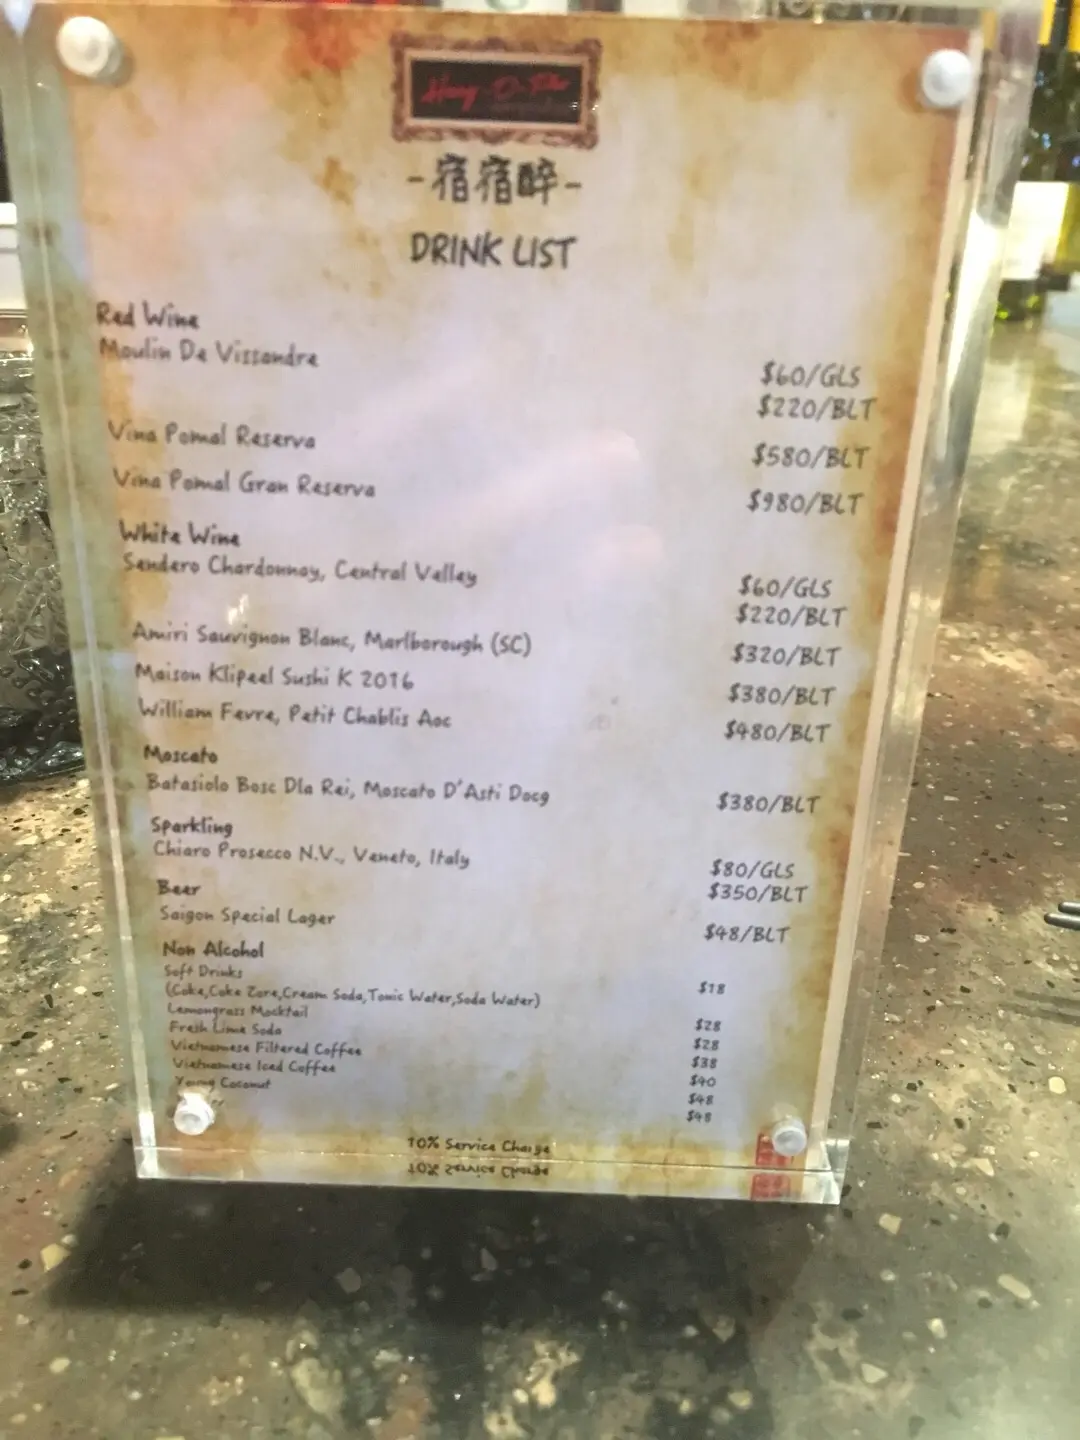 -宿宿醉-
DRINK LIST
Red Wine
Moulin De Vissandre
$60/GLS
$220/BLT
Vina Pomal Reserva $580/BLT
Vina Pomal Gran Reserva $980/BLT
White Wine
Sendero Chardonnay, Central Valley
$60/GLS
$220/BLT
Amiri Sauvignon Blanc, Marlborough (SC) $320/BLT
Maison Klipeel Sushi K 2016 $380/BLT
William Fevre, Petit Chablis Aoc $480/BLT
Moscato
Batasiolo Bosc Dla Rei, Moscato D'Asti Docg $380/BLT
Sparkling
Chiaro Prosecco N.V., Veneto, Italy
$80/GLS
$350/BLT
Beer
Saigon Special Lager $48/BLT
Non Alcohol
Soft Drinks
(Coke,Coke Zore,Cream Soda,Tonic Water,Soda Water) $18
Lemongrass Mocktail $28
Fresh Lime Soda $28
Vietnamese Filtered Coffee $38
Vietnamese Iced Coffee $40
Young Coconut $48
$48
10% Service Charge